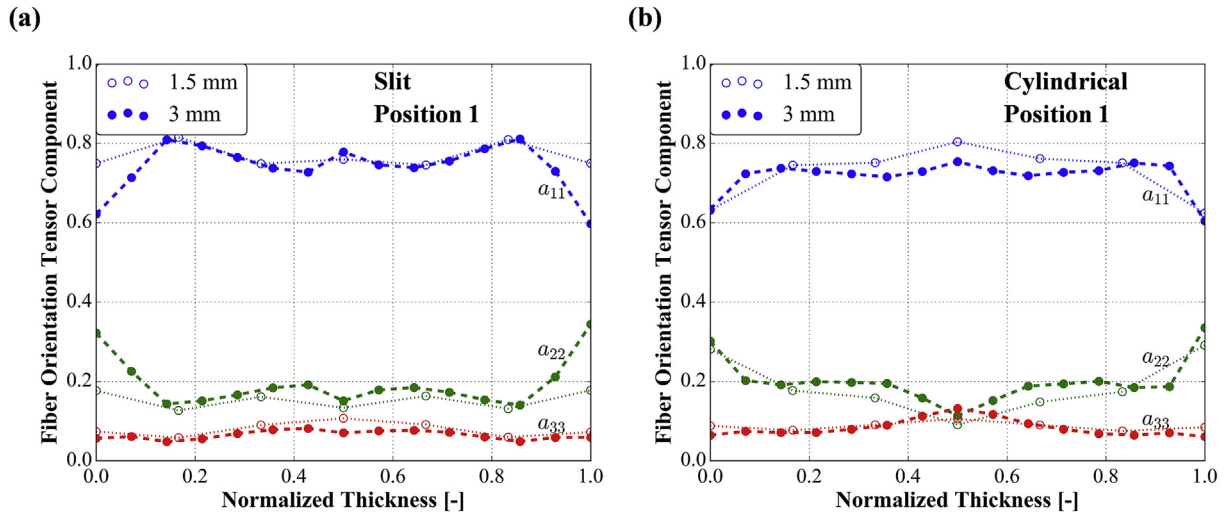 (a)
Fiber Orientation Tensor Component
1.0
0.8
0.6
0.4
0.2
0.0
1.5 mm
3 mm
Slit
Position 1
a11
a22
a33
0.0 0.2 0.4 0.6 0.8 1.0
Normalized Thickness [-]
(b)
Fiber Orientation Tensor Component
1.0
0.8
0.6
0.4
0.2
0.0
1.5 mm
3 mm
Cylindrical
Position 1
a11
a22
a33
0.0 0.2 0.4 0.6 0.8 1.0
Normalized Thickness [-]